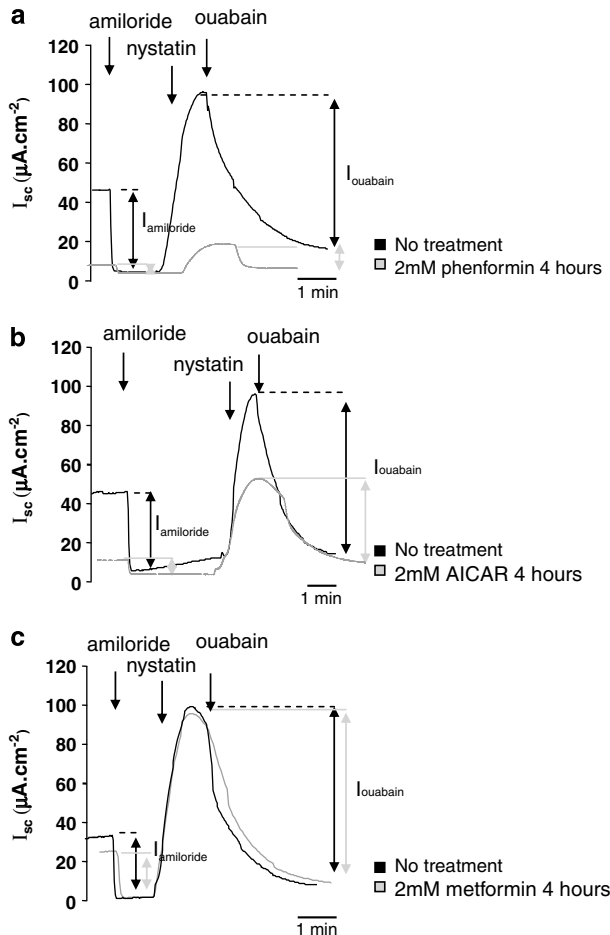 a
amiloride
nystatin
ouabain
Isc (μA.cm-2)
120
100
80
60
40
20
0
Iamiloride
Iouabain
No treatment
2mM phenformin 4 hours
1 min
b
amiloride
nystatin
ouabain
Isc (μA.cm-2)
120
100
80
60
40
20
0
Iamiloride
Iouabain
No treatment
2mM AICAR 4 hours
1 min
c
amiloride
nystatin
ouabain
Isc (μA.cm-2)
120
100
80
60
40
20
0
Iamiloride
Iouabain
No treatment
2mM metformin 4 hours
1 min